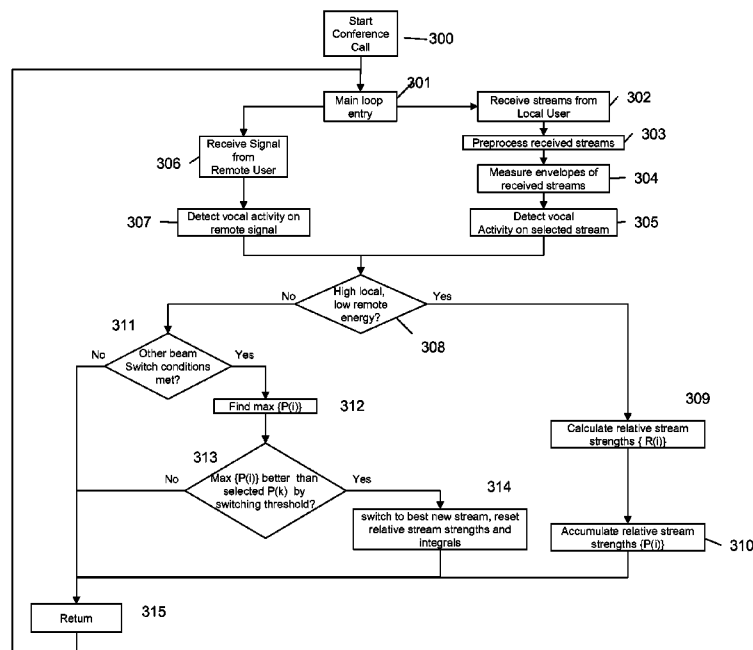 Start
Conference
Call
300
301
Main loop
entry
Receive streams from
Local User
302
303
Preprocess received streams
306
Receive Signal
from
Remote User
Measure envelopes of
received streams
304
307
Detect vocal activity on
remote signal
Detect vocal
Activity on selected stream
305
No
High local,
low remote
energy?
Yes
308
311
No
Other beam
Switch conditions
met?
Yes
Find max {P(i)}
312
309
Calculate relative stream
strengths { R(i)}
313
No
Max {P(i)} better than
selected P(k) by
switching threshold?
Yes
314
switch to best new stream, reset
relative stream strengths and
integrals
Accumulate relative stream
strengths {P(i)}
310
Return
315